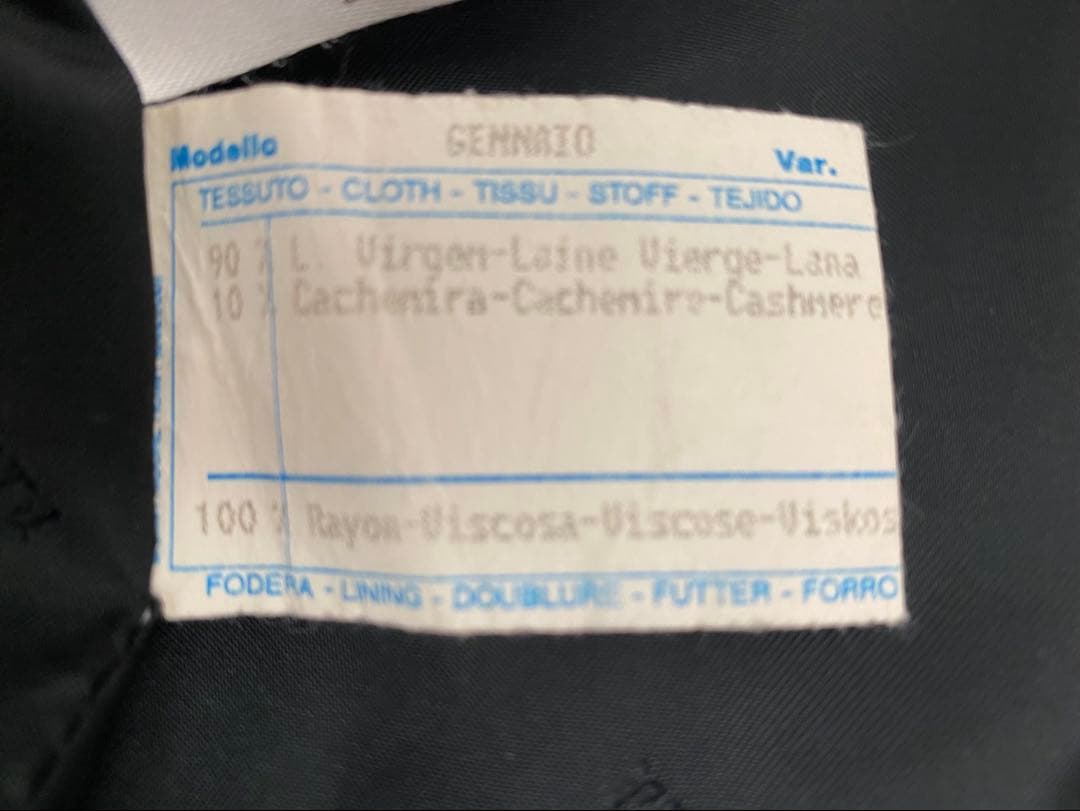 Modello GENNAIO Var.
TESSUTO - CLOTH - TISSU - STOFF - TEJIDO
90 % L. Virgen-Laine Vierge-Lana
10 % Cachemira-Cachemire-Cashmere
100 % Rayon-Viscosa-Viscose-Viskos
FODERA - LINING - DOUBLURE - FUTTER - FORRO